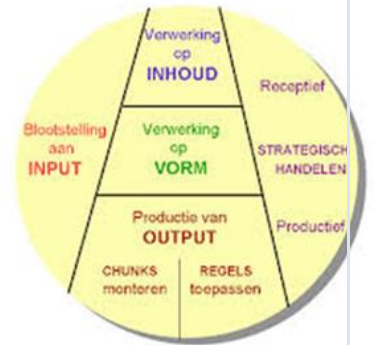 Verwerking
op
INHOUD
Blootstelling
aan
INPUT
Verwerking
op
VORM
Receptief
STRATEGISCH
HANDELEN
Productief
Productie van
OUTPUT
CHUNKS
monteren
REGELS
toepassen